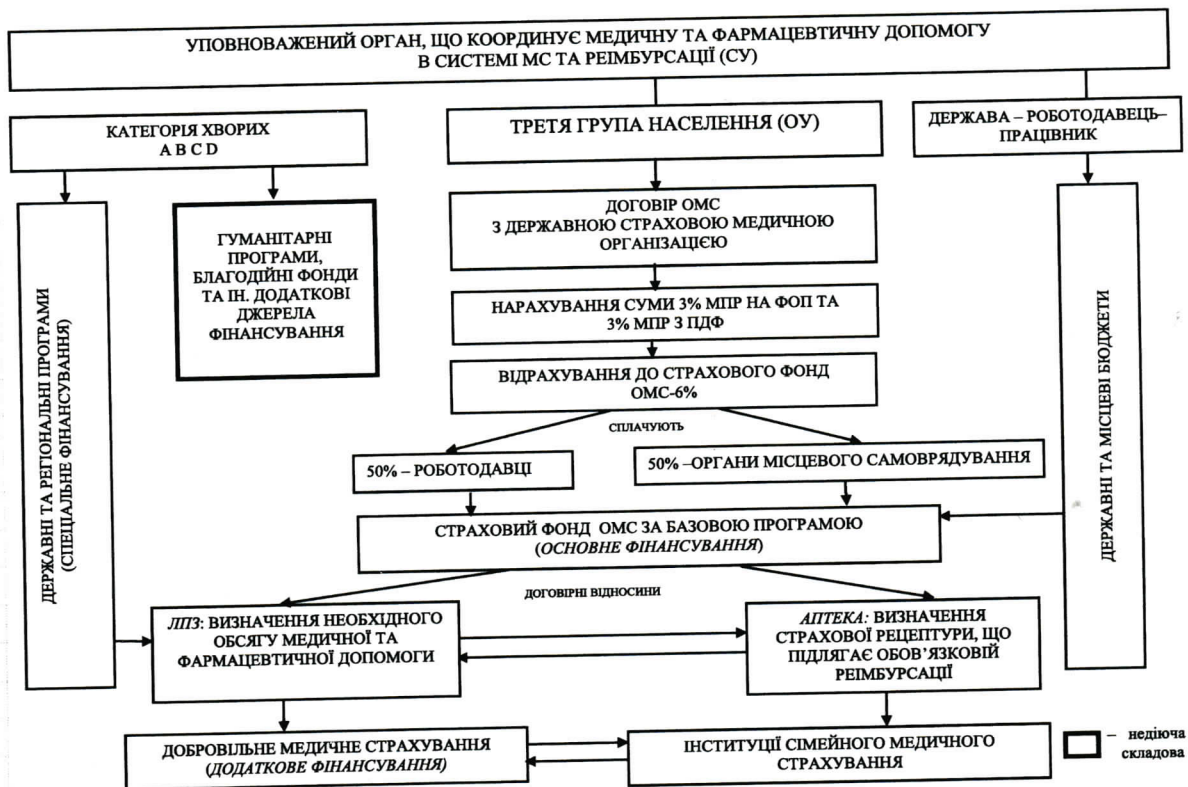 УПОВНОВАЖЕНИЙ ОРГАН, ЩО КООРДИНУЄ МЕДИЧНУ ТА ФАРМАЦЕВТИЧНУ ДОПОМОГУ
В СИСТЕМІ МС ТА РЕІМБУРСАЦІЇ (СУ)
КАТЕГОРІЯ ХВОРИХ
A B C D
ТРЕТЯ ГРУПА НАСЕЛЕННЯ (ОУ)
ДЕРЖАВА – РОБОТОДАВЕЦЬ–
ПРАЦІВНИК
ДЕРЖАВНІ ТА РЕГІОНАЛЬНІ ПРОГРАМИ
(СПЕЦІАЛЬНЕ ФІНАНСУВАННЯ)
ГУМАНІТАРНІ
ПРОГРАМИ,
БЛАГОДІЙНІ ФОНДИ
ТА ІН. ДОДАТКОВІ
ДЖЕРЕЛА
ФІНАНСУВАННЯ
ДОГОВІР ОМС
З ДЕРЖАВНОЮ СТРАХОВОЮ МЕДИЧНОЮ
ОРГАНІЗАЦІЄЮ
НАРАХУВАННЯ СУМИ 3% МПР НА ФОП ТА
3% МПР З ПДФ
ВІДРАХУВАННЯ ДО СТРАХОВОГО ФОНД
ОМС-6%
СПЛАЧУЮТЬ
50% – РОБОТОДАВЦІ
50% –ОРГАНИ МІСЦЕВОГО САМОВРЯДУВАННЯ
ДЕРЖАВНІ ТА МІСЦЕВІ БЮДЖЕТИ
СТРАХОВИЙ ФОНД ОМС ЗА БАЗОВОЮ ПРОГРАМОЮ
(ОСНОВНЕ ФІНАНСУВАННЯ)
ДОГОВІРНІ ВІДНОСИНИ
ЛПЗ: ВИЗНАЧЕННЯ НЕОБХІДНОГО
ОБСЯГУ МЕДИЧНОЇ ТА
ФАРМАЦЕВТИЧНОЇ ДОПОМОГИ
АПТЕКА: ВИЗНАЧЕННЯ
СТРАХОВОЇ РЕЦЕПТУРИ, ЩО
ПІДЛЯГАЄ ОБОВ’ЯЗКОВІЙ
РЕІМБУРСАЦІЇ
ДОБРОВІЛЬНЕ МЕДИЧНЕ СТРАХУВАННЯ
(ДОДАТКОВЕ ФІНАНСУВАННЯ)
ІНСТИТУЦІЇ СІМЕЙНОГО МЕДИЧНОГО
СТРАХУВАННЯ
– недіюча
складова